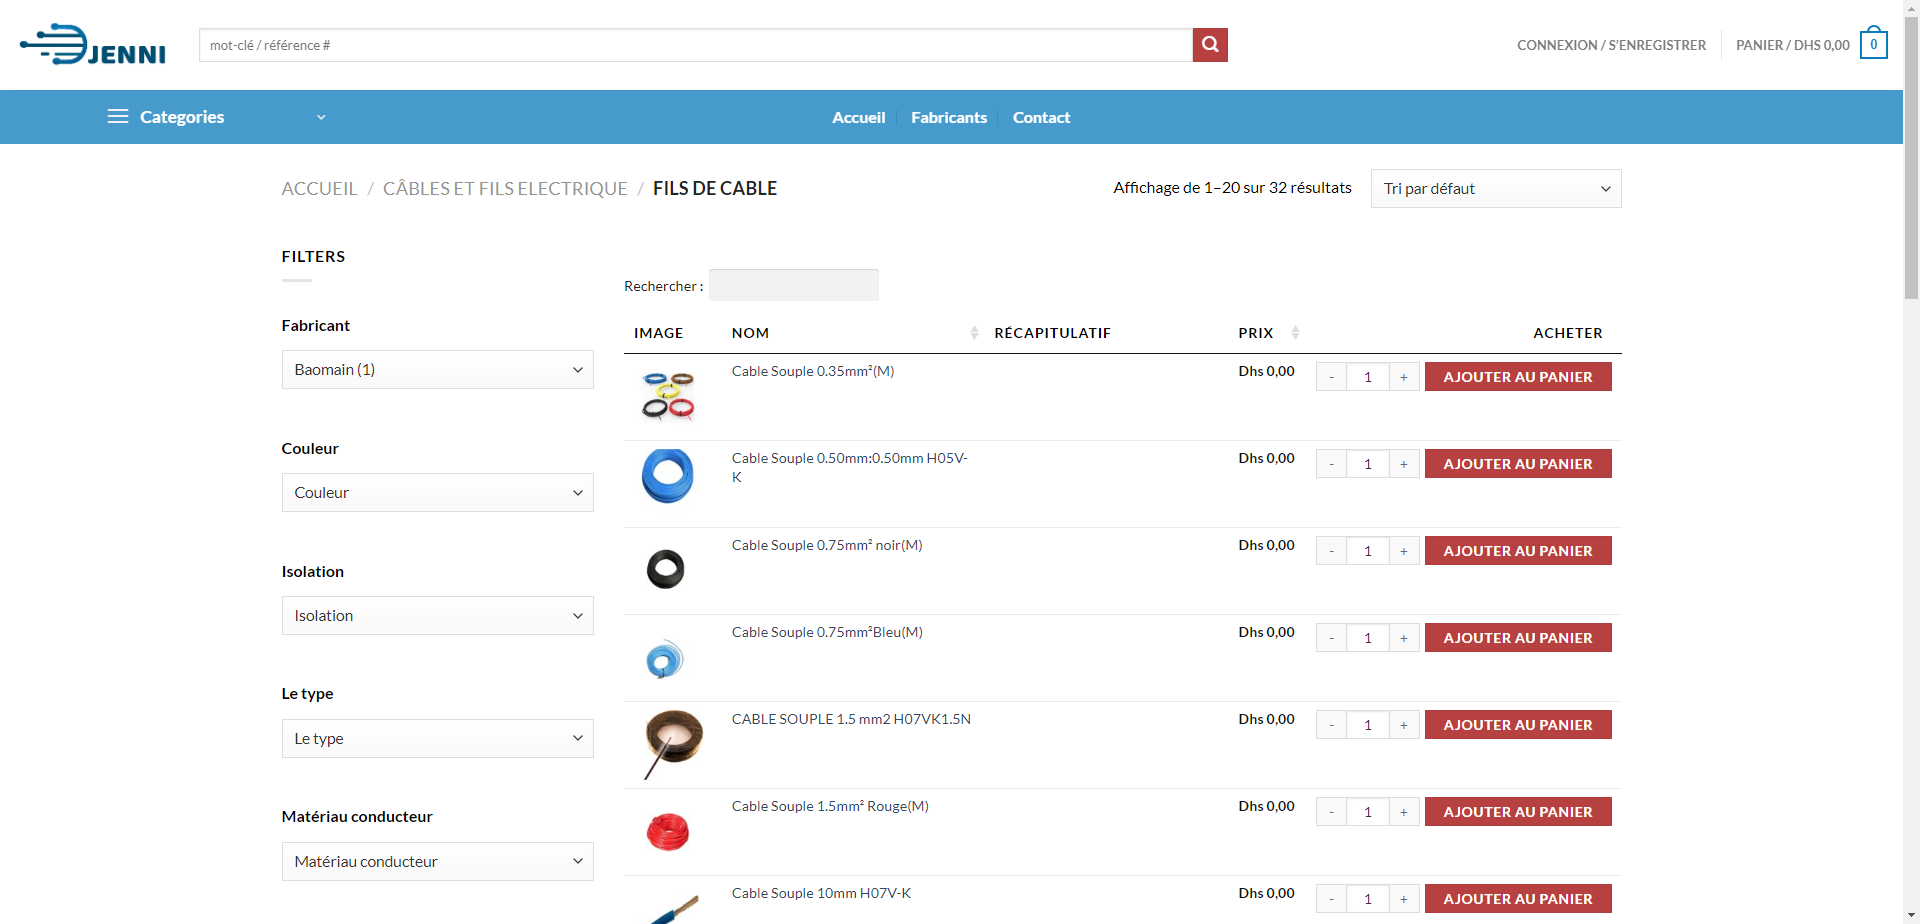 JENNI
mot-clé / référence #
CONNEXION / S'ENREGISTRER
PANIER / DHS 0,00
0
Categories
Accueil
Fabricants
Contact
ACCUEIL / CÂBLES ET FILS ELECTRIQUE / FILS DE CABLE
Affichage de 1–20 sur 32 résultats
Tri par défaut
FILTERS
Fabricant
Baomain (1)
Couleur
Couleur
Isolation
Isolation
Le type
Le type
Matériau conducteur
Matériau conducteur
Rechercher :
IMAGE NOM RÉCAPITULATIF PRIX ACHETER
Cable Souple 0.35mm²(M) Dhs 0,00 - 1 + AJOUTER AU PANIER
Cable Souple 0.50mm:0.50mm H05V-
K
Dhs 0,00 - 1 + AJOUTER AU PANIER
Cable Souple 0.75mm² noir(M) Dhs 0,00 - 1 + AJOUTER AU PANIER
Cable Souple 0.75mm²Bleu(M) Dhs 0,00 - 1 + AJOUTER AU PANIER
CABLE SOUPLE 1.5 mm2 H07VK1.5N Dhs 0,00 - 1 + AJOUTER AU PANIER
Cable Souple 1.5mm² Rouge(M) Dhs 0,00 - 1 + AJOUTER AU PANIER
Cable Souple 10mm H07V-K Dhs 0,00 - 1 + AJOUTER AU PANIER